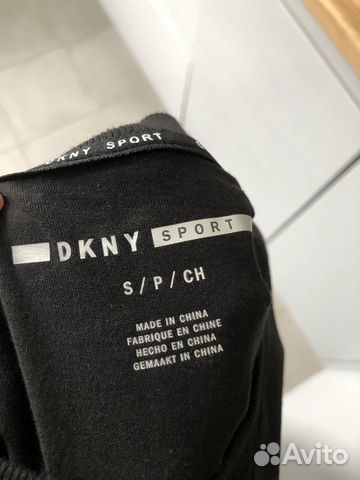 DKNY SPORT
DKNY SPORT
S / P / CH
MADE IN CHINA
FABRIQUE EN CHINE
HECHO EN CHINA
GEMAAKT IN CHINA
Avito